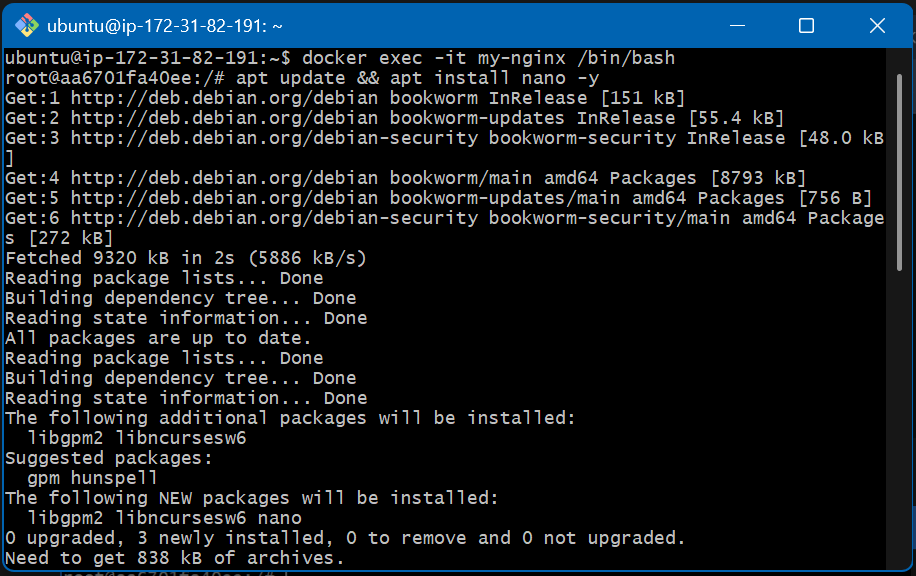 ubuntu@ip-172-31-82-191: ~
ubuntu@ip-172-31-82-191:~$ docker exec -it my-nginx /bin/bash
root@aa6701fa40ee:/# apt update && apt install nano -y
Get:1 http://deb.debian.org/debian bookworm InRelease [151 kB]
Get:2 http://deb.debian.org/debian bookworm-updates InRelease [55.4 kB]
Get:3 http://deb.debian.org/debian-security bookworm-security InRelease [48.0 kB
]
Get:4 http://deb.debian.org/debian bookworm/main amd64 Packages [8793 kB]
Get:5 http://deb.debian.org/debian bookworm-updates/main amd64 Packages [756 B]
Get:6 http://deb.debian.org/debian-security bookworm-security/main amd64 Package
s [272 kB]
Fetched 9320 kB in 2s (5886 kB/s)
Reading package lists... Done
Building dependency tree... Done
Reading state information... Done
All packages are up to date.
Reading package lists... Done
Building dependency tree... Done
Reading state information... Done
The following additional packages will be installed:
  libgpm2 libncursesw6
Suggested packages:
  gpm hunspell
The following NEW packages will be installed:
  libgpm2 libncursesw6 nano
0 upgraded, 3 newly installed, 0 to remove and 0 not upgraded.
Need to get 838 kB of archives.